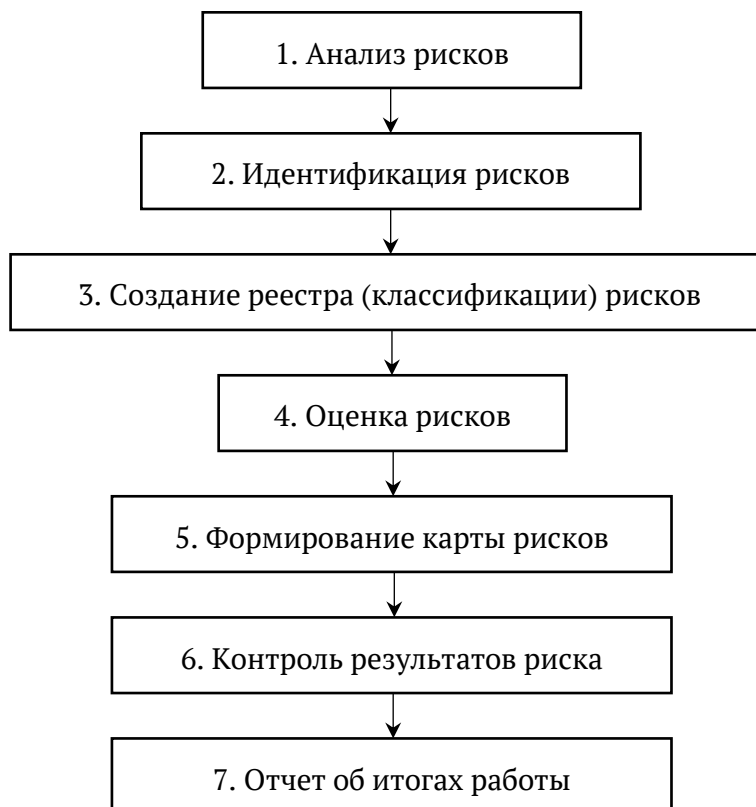 1. Анализ рисков
2. Идентификация рисков
3. Создание реестра (классификации) рисков
4. Оценка рисков
5. Формирование карты рисков
6. Контроль результатов риска
7. Отчет об итогах работы